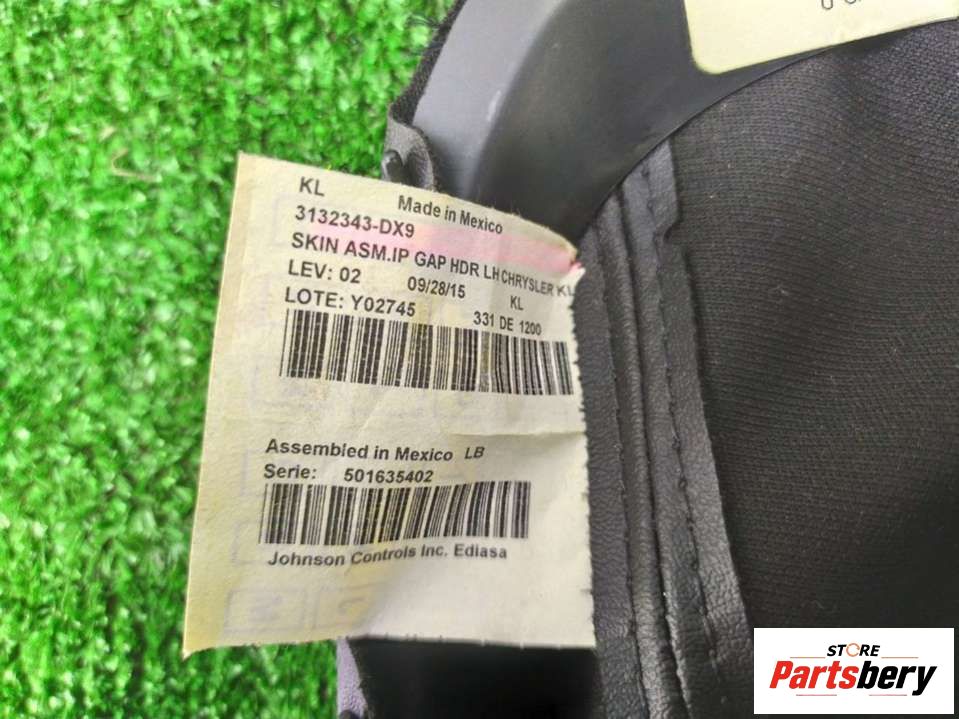 KL
Made in Mexico
3132343-DX9
SKIN ASM.IP GAP HDR LH CHRYSLER KL
LEV: 02 09/28/15 KL
LOTE: Y02745 331 DE 1200
Assembled in Mexico LB
Serie: 501635402
Johnson Controls Inc. Ediasa
STORE
Partsbery